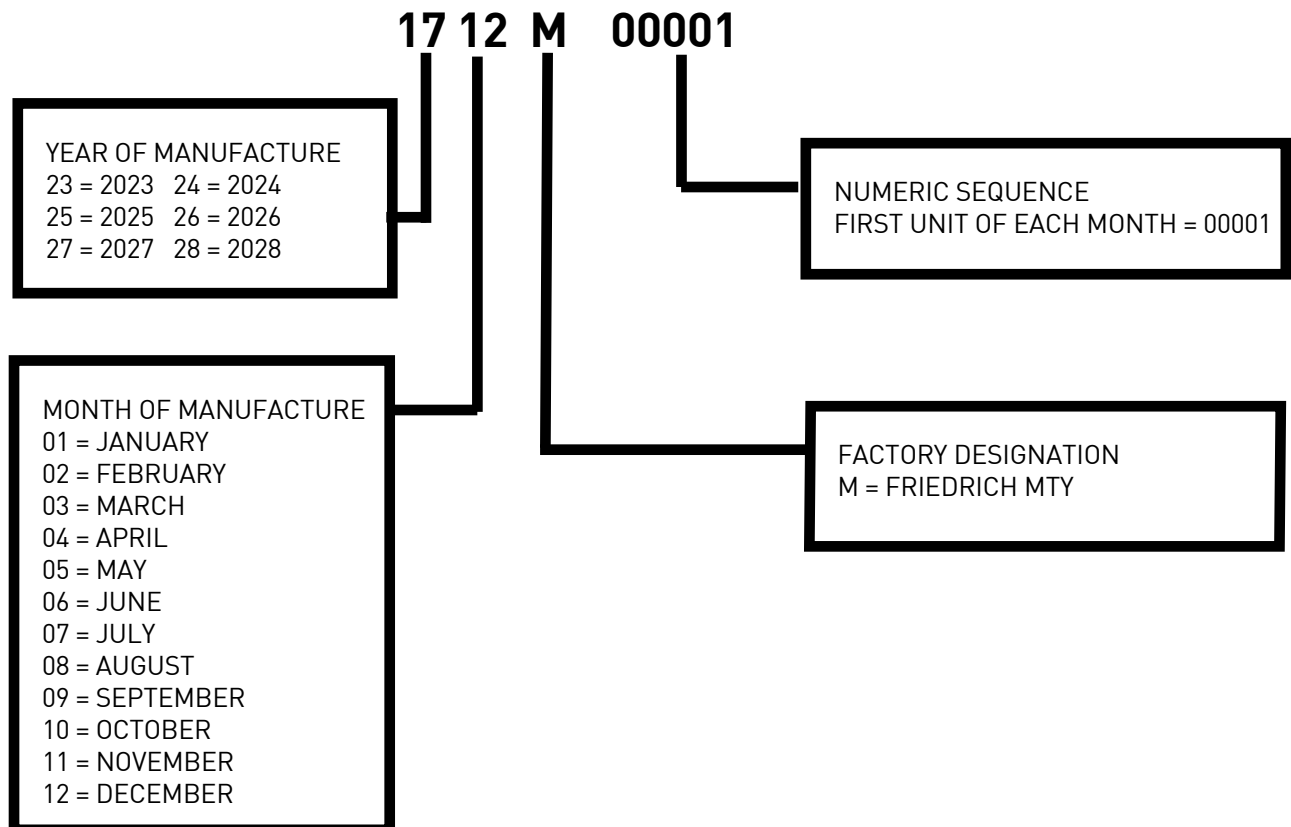 17 12 M 00001
YEAR OF MANUFACTURE
23 = 2023 24 = 2024
25 = 2025 26 = 2026
27 = 2027 28 = 2028
NUMERIC SEQUENCE
FIRST UNIT OF EACH MONTH = 00001
MONTH OF MANUFACTURE
01 = JANUARY
02 = FEBRUARY
03 = MARCH
04 = APRIL
05 = MAY
06 = JUNE
07 = JULY
08 = AUGUST
09 = SEPTEMBER
10 = OCTOBER
11 = NOVEMBER
12 = DECEMBER
FACTORY DESIGNATION
M = FRIEDRICH MTY